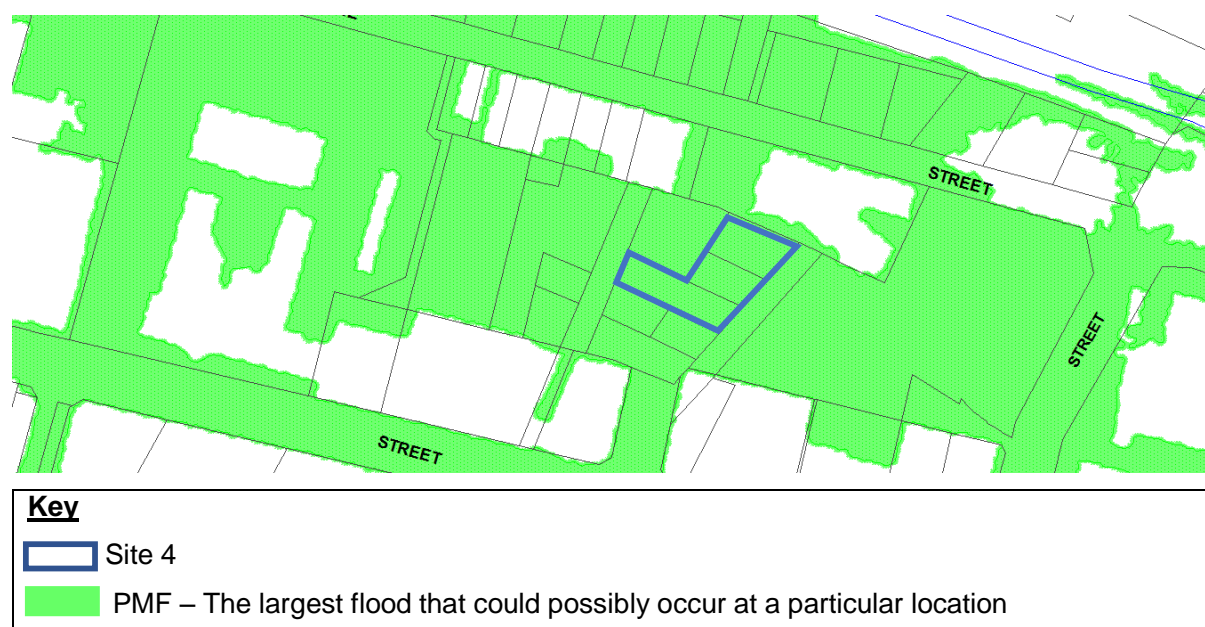 STREET
STREET
STREET
Key
Site 4
PMF – The largest flood that could possibly occur at a particular location